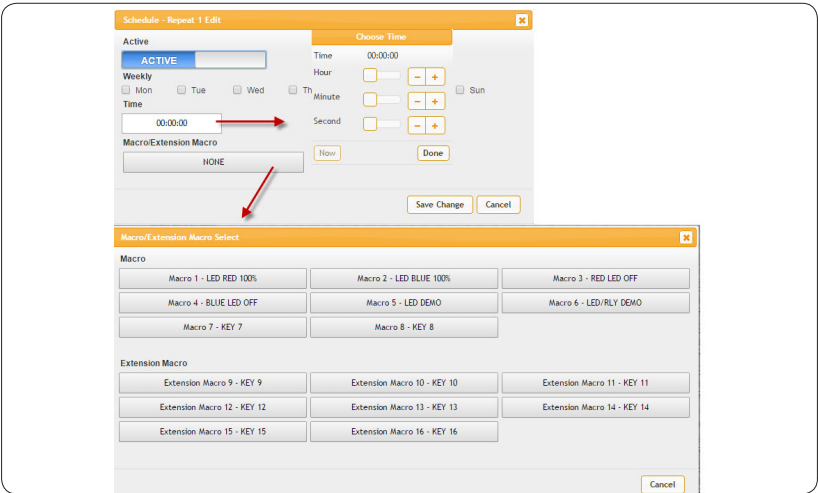 Schedule - Repeat 1 Edit
Active
ACTIVE
Weekly
Mon Tue Wed Th Sun
Time
00:00:00
Macro/Extension Macro
NONE
Choose Time
Time 00:00:00
Hour - +
Minute - +
Second - +
Now Done
Save Change Cancel
Macro/Extension Macro Select
Macro
Macro 1 - LED RED 100% Macro 2 - LED BLUE 100% Macro 3 - RED LED OFF
Macro 4 - BLUE LED OFF Macro 5 - LED DEMO Macro 6 - LED/RLY DEMO
Macro 7 - KEY 7 Macro 8 - KEY 8
Extension Macro
Extension Macro 9 - KEY 9 Extension Macro 10 - KEY 10 Extension Macro 11 - KEY 11
Extension Macro 12 - KEY 12 Extension Macro 13 - KEY 13 Extension Macro 14 - KEY 14
Extension Macro 15 - KEY 15 Extension Macro 16 - KEY 16
Cancel